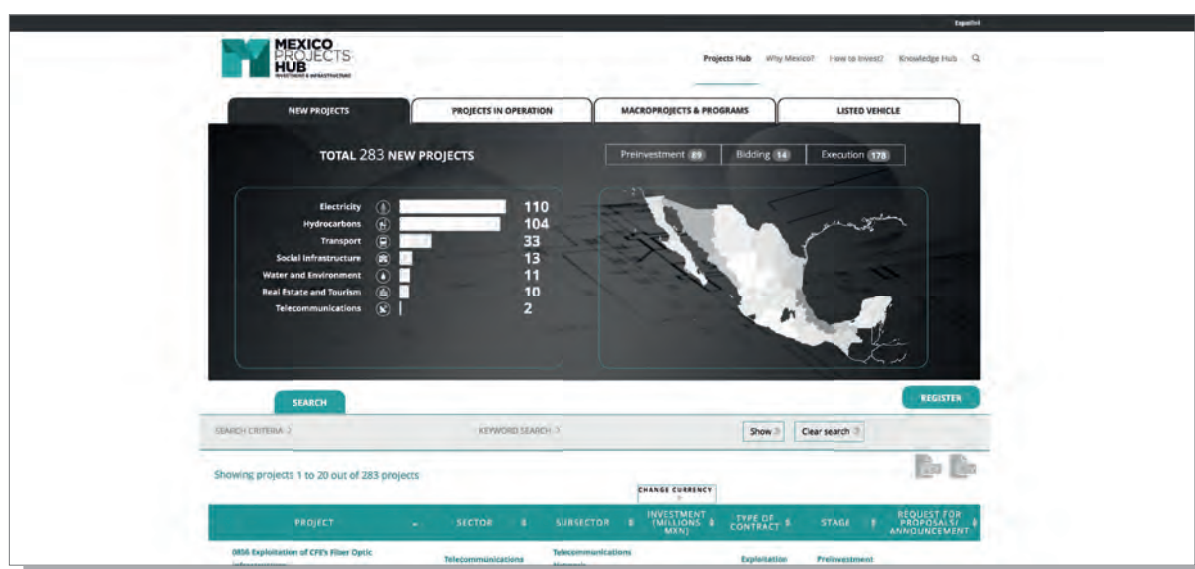 Español
MEXICO
PROJECTS
HUB
INVESTMENT & INFRASTRUCTURE
Projects Hub Why Mexico? How to Invest? Knowledge Hub
NEW PROJECTS PROJECTS IN OPERATION MACROPROJECTS & PROGRAMS LISTED VEHICLE
TOTAL 283 NEW PROJECTS
Preinvestment 89 Bidding 14 Execution 178
Electricity 110
Hydrocarbons 104
Transport 33
Social Infrastructure 13
Water and Environment 11
Real Estate and Tourism 10
Telecommunications 2
SEARCH
REGISTER
SEARCH CRITERIA KEYWORD SEARCH Show Clear search
Showing projects 1 to 20 out of 283 projects
CHANGE CURRENCY
PROJECT SECTOR SUBSECTOR INVESTMENT (MILLIONS MXN) TYPE OF CONTRACT STAGE REQUEST FOR PROPOSALS/ ANNOUNCEMENT
0856 Exploitation of CFE's Fiber Optic Telecommunications Telecommunications Exploitation Preinvestment